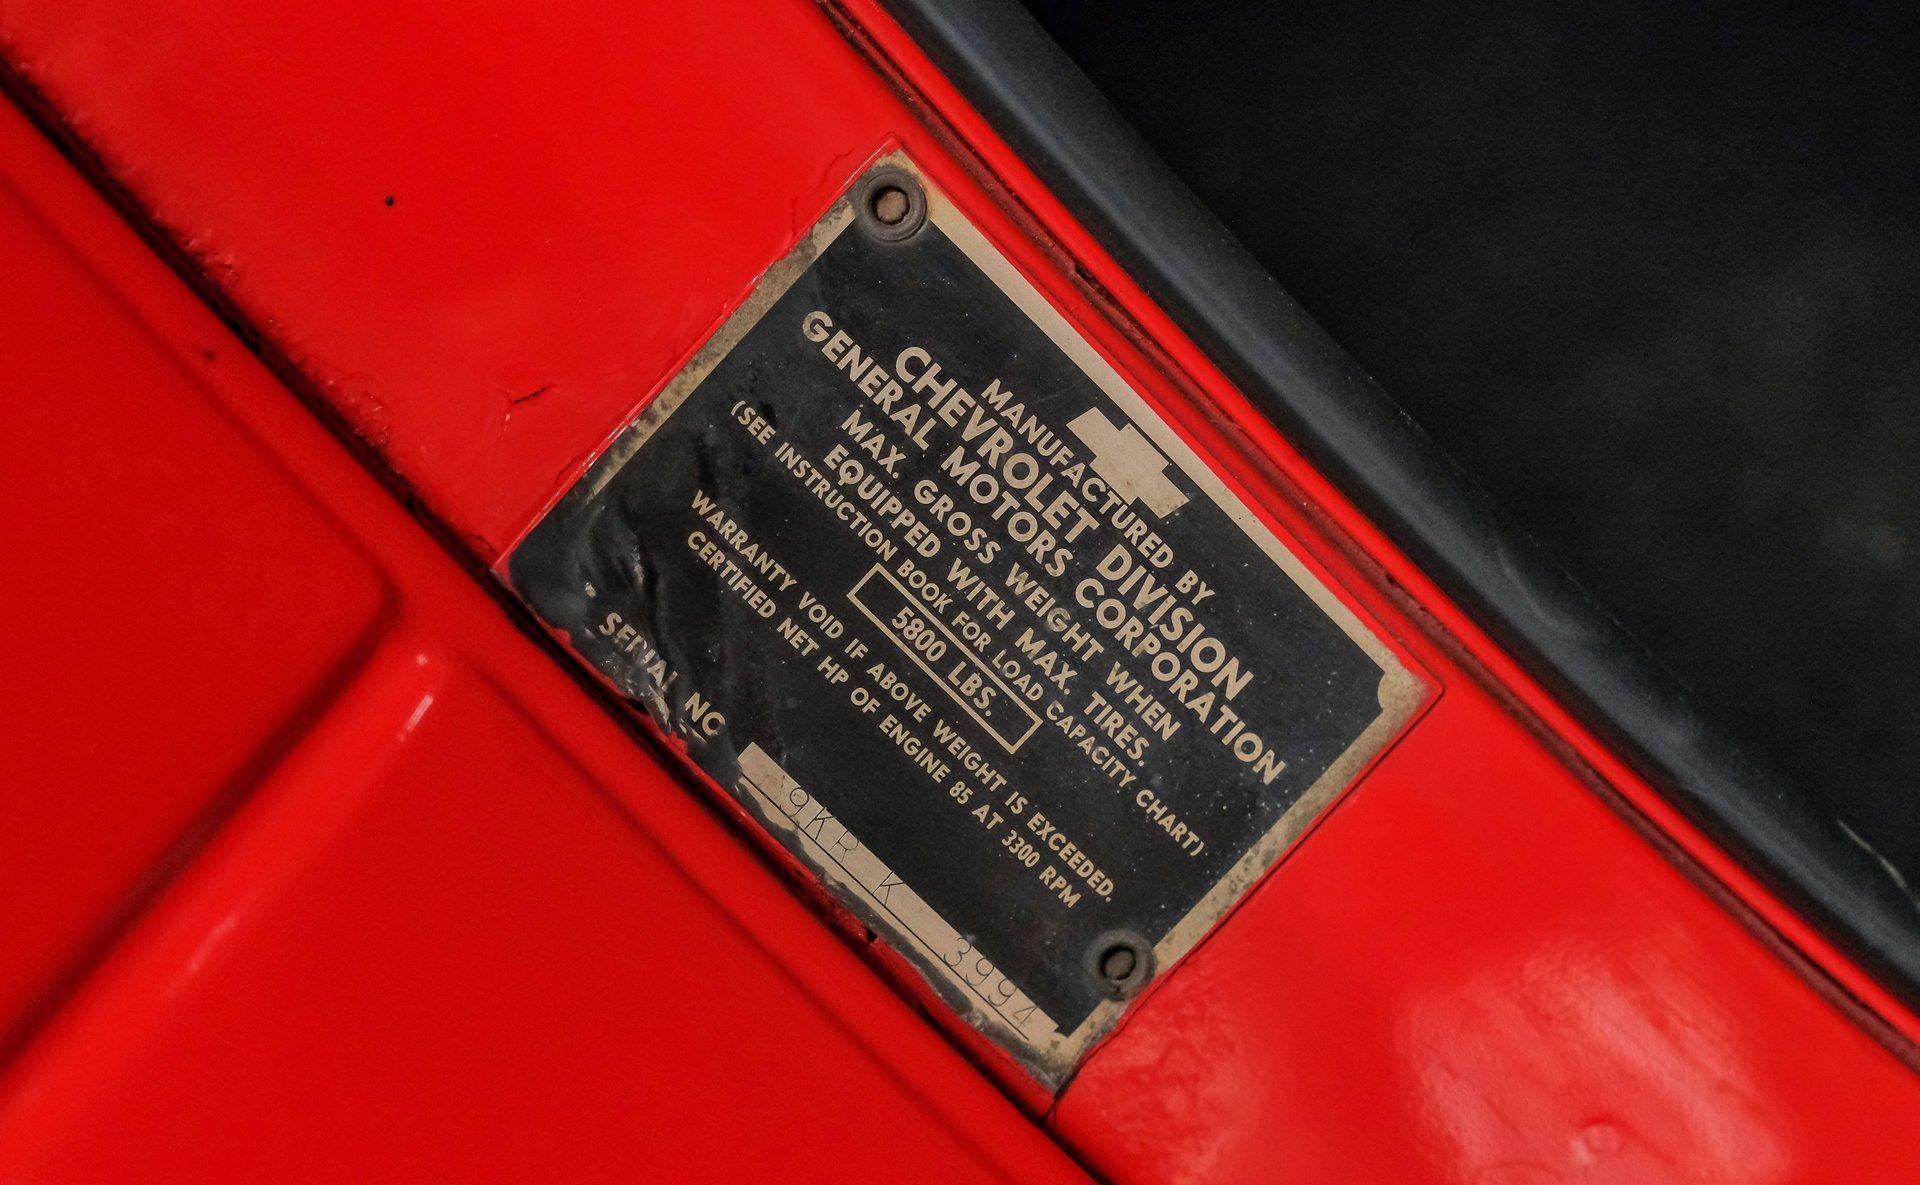 MANUFACTURED BY
CHEVROLET DIVISION
GENERAL MOTORS CORPORATION
MAX. GROSS WEIGHT WHEN
EQUIPPED WITH MAX. TIRES.
(SEE INSTRUCTION BOOK FOR LOAD CAPACITY CHART)
5800 LBS.
WARRANTY VOID IF ABOVE WEIGHT IS EXCEEDED.
CERTIFIED NET HP OF ENGINE 85 AT 3300 RPM
SERIAL NO
9KR K 3994